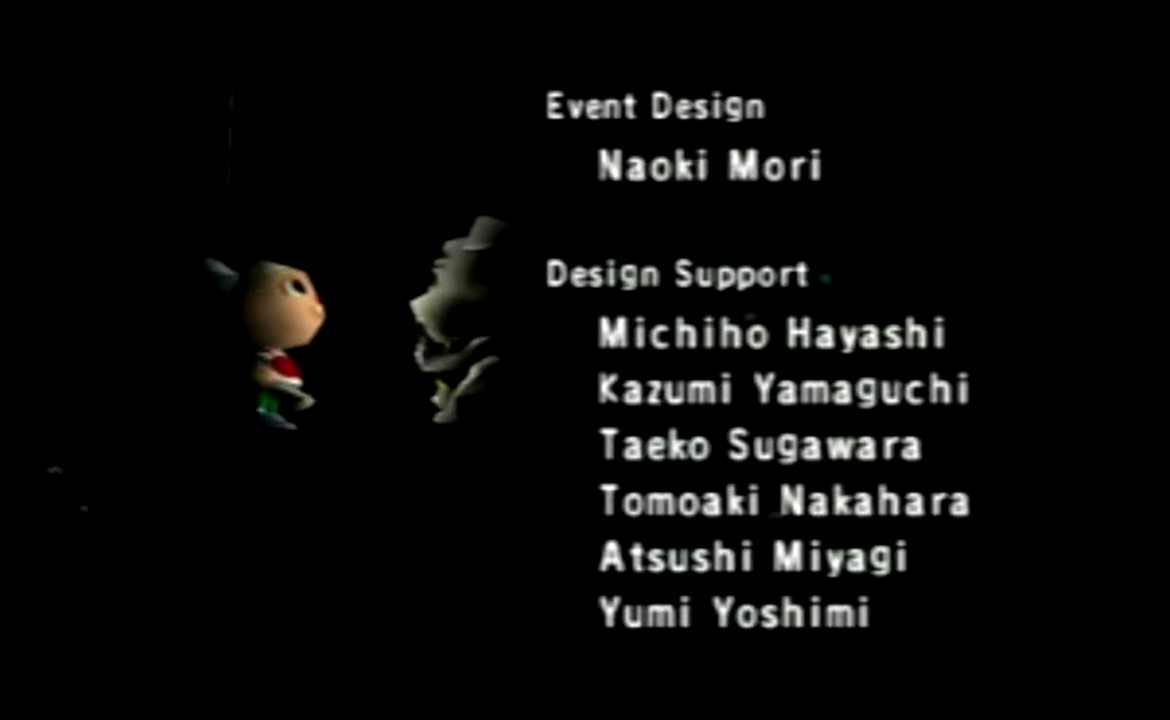 Event Design
Naoki Mori
Design Support
Michiho Hayashi
Kazumi Yamaguchi
Taeko Sugawara
Tomoaki Nakahara
Atsushi Miyagi
Yumi Yoshimi